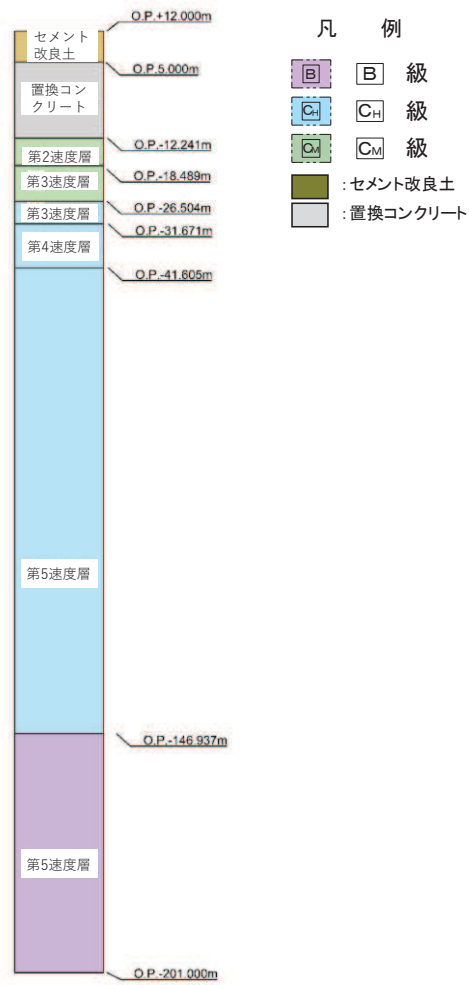 O.P.+12.000m
セメント
改良土
O.P.5.000m
置換コン
クリート
O.P.-12.241m
第2速度層
O.P.-18.489m
第3速度層
O.P.-26.504m
第3速度層
O.P.-31.671m
第4速度層
O.P.-41.605m
第5速度層
O.P.-146.937m
第5速度層
O.P.-201.000m
凡 例
B B 級
CH CH 級
CM CM 級
:セメント改良土
:置換コンクリート